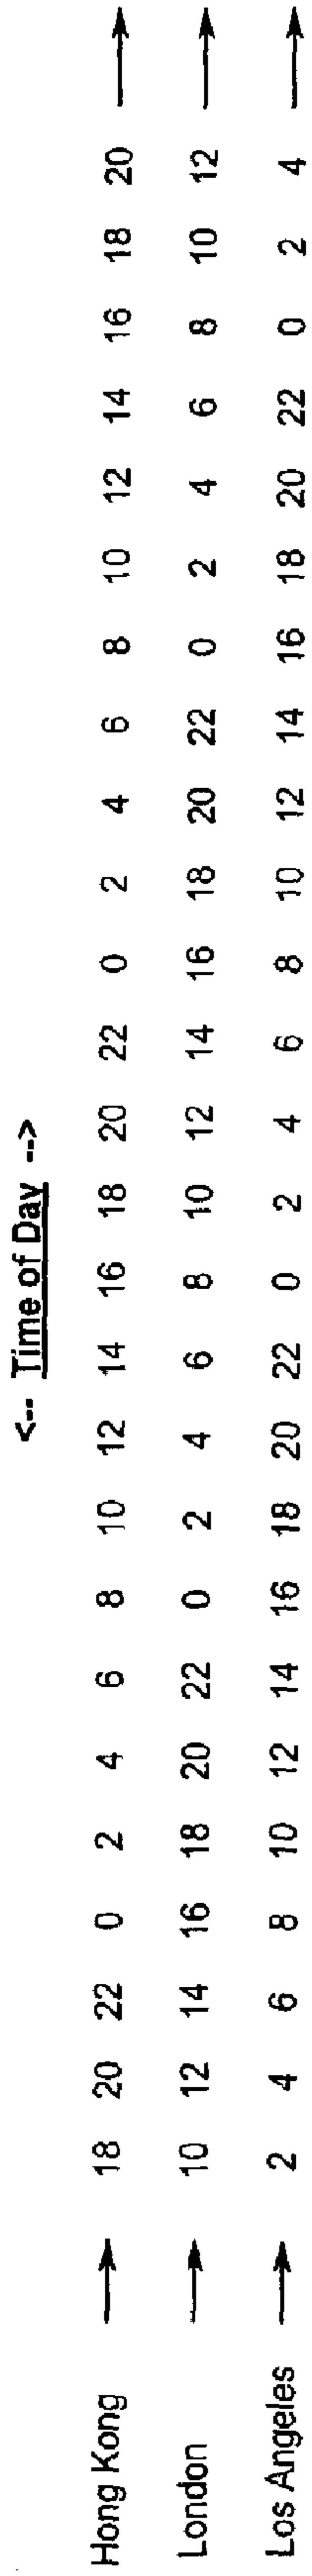 <-- Time of Day -->
Hong Kong 18 20 22 0 2 4 6 8 10 12 14 16 18 20 22 0 2 4 6 8 10 12 14 16 18 20
London 10 12 14 16 18 20 22 0 2 4 6 8 10 12 14 16 18 20 22 0 2 4 6 8 10 12
Los Angeles 2 4 6 8 10 12 14 16 18 20 22 0 2 4 6 8 10 12 14 16 18 20 22 0 2 4